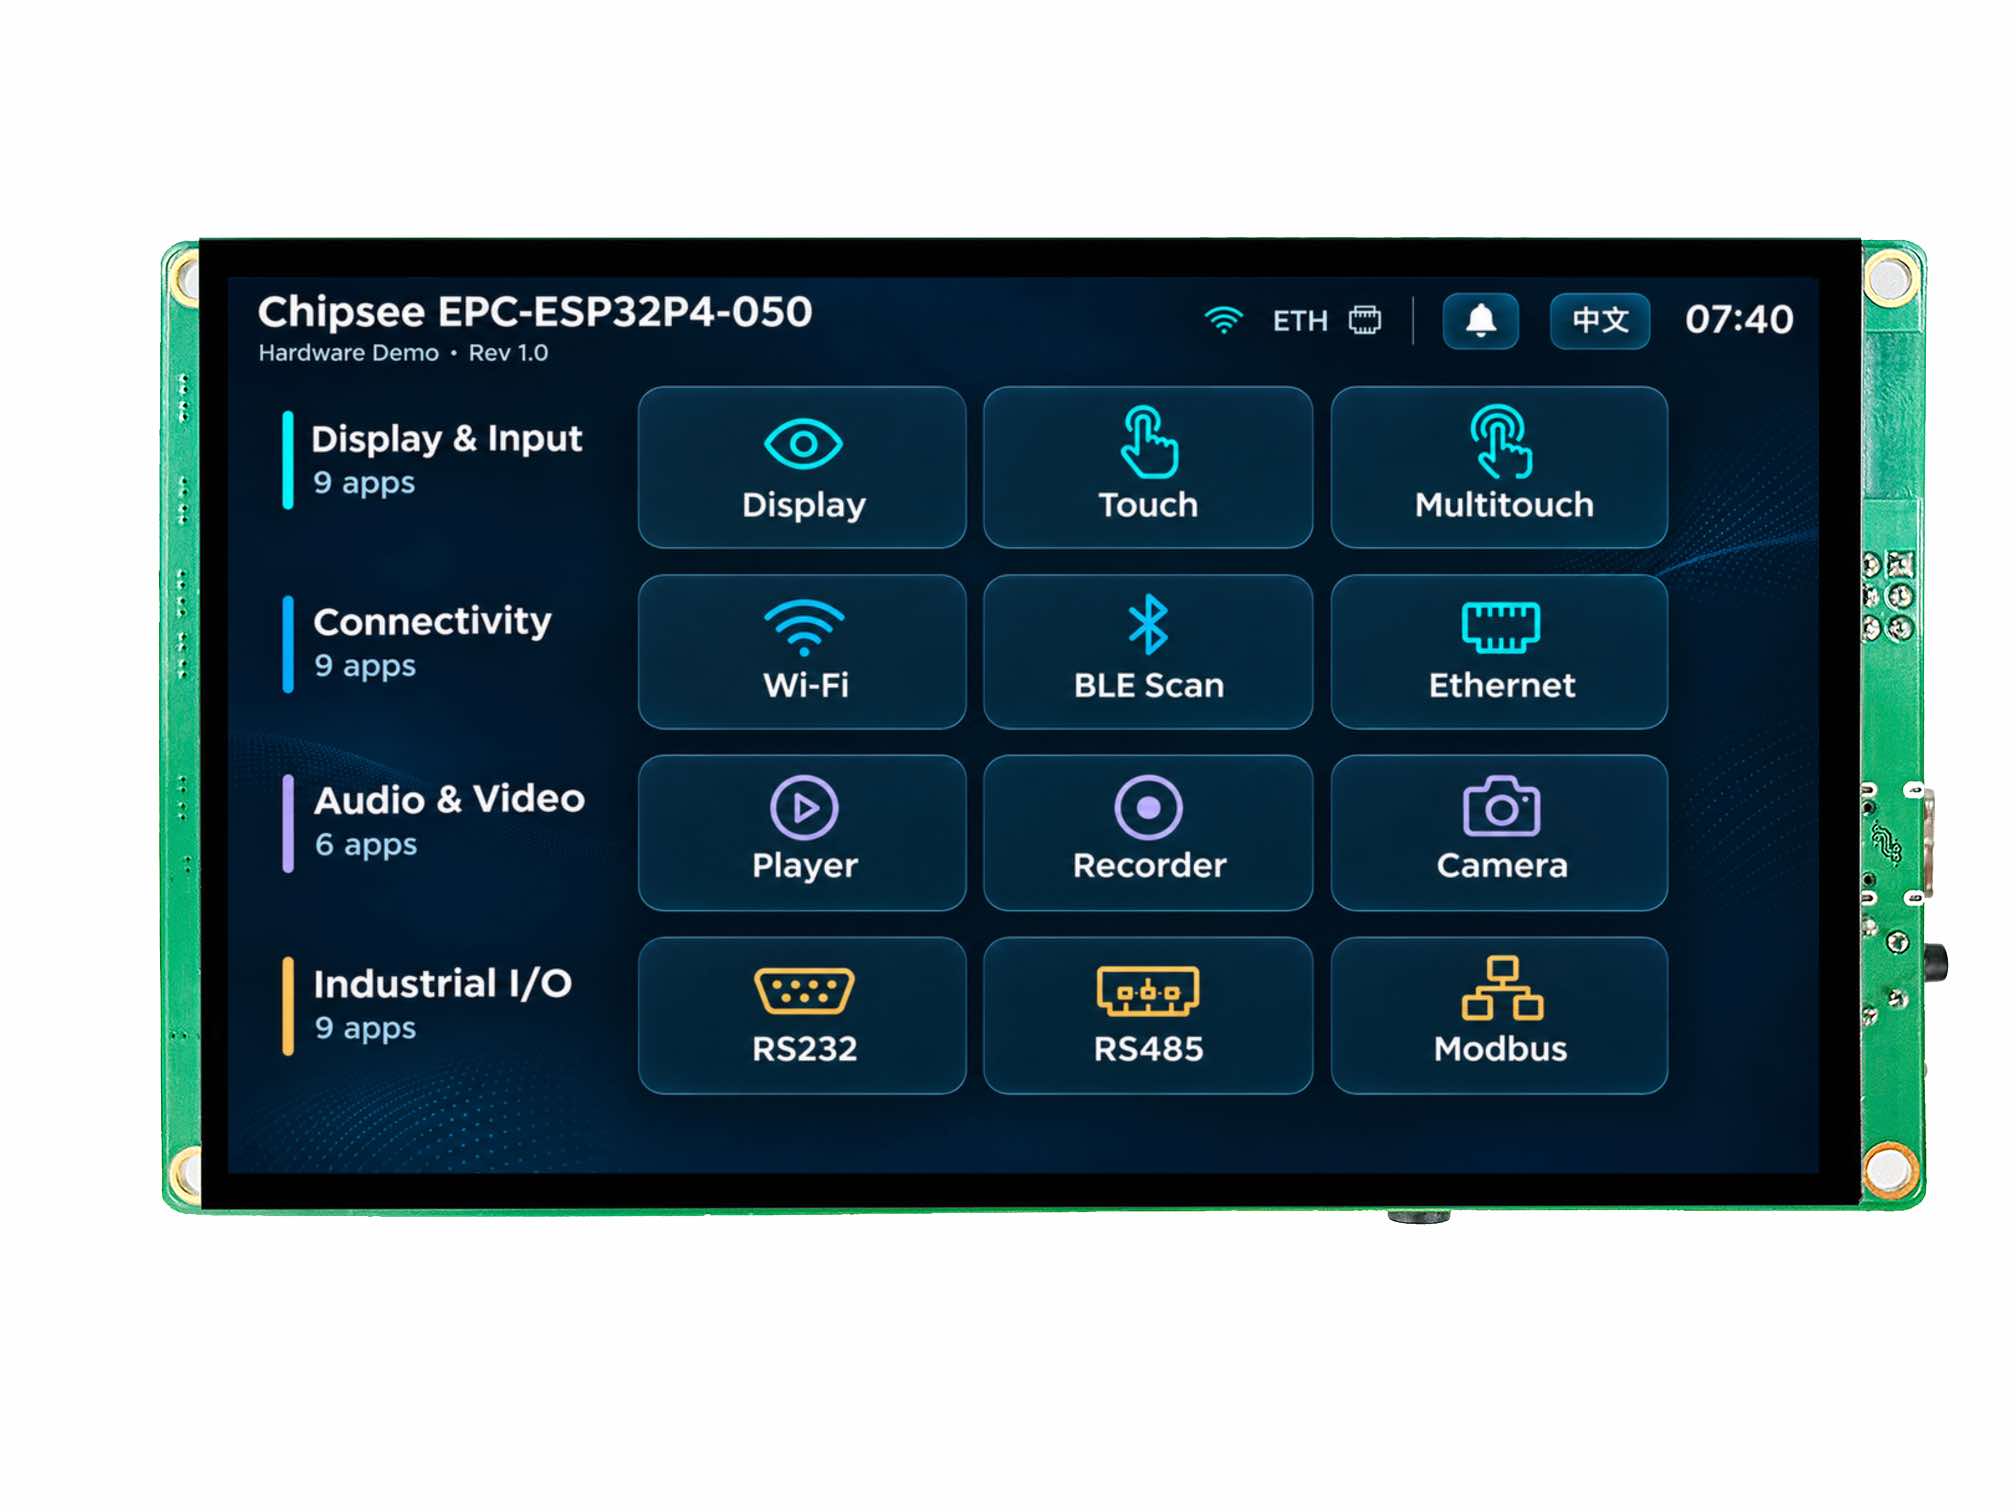 Chipsee EPC-ESP32P4-050
Hardware Demo • Rev 1.0
ETH
中文
07:40
Display & Input
9 apps
Display
Touch
Multitouch
Connectivity
9 apps
Wi-Fi
BLE Scan
Ethernet
Audio & Video
6 apps
Player
Recorder
Camera
Industrial I/O
9 apps
RS232
RS485
Modbus